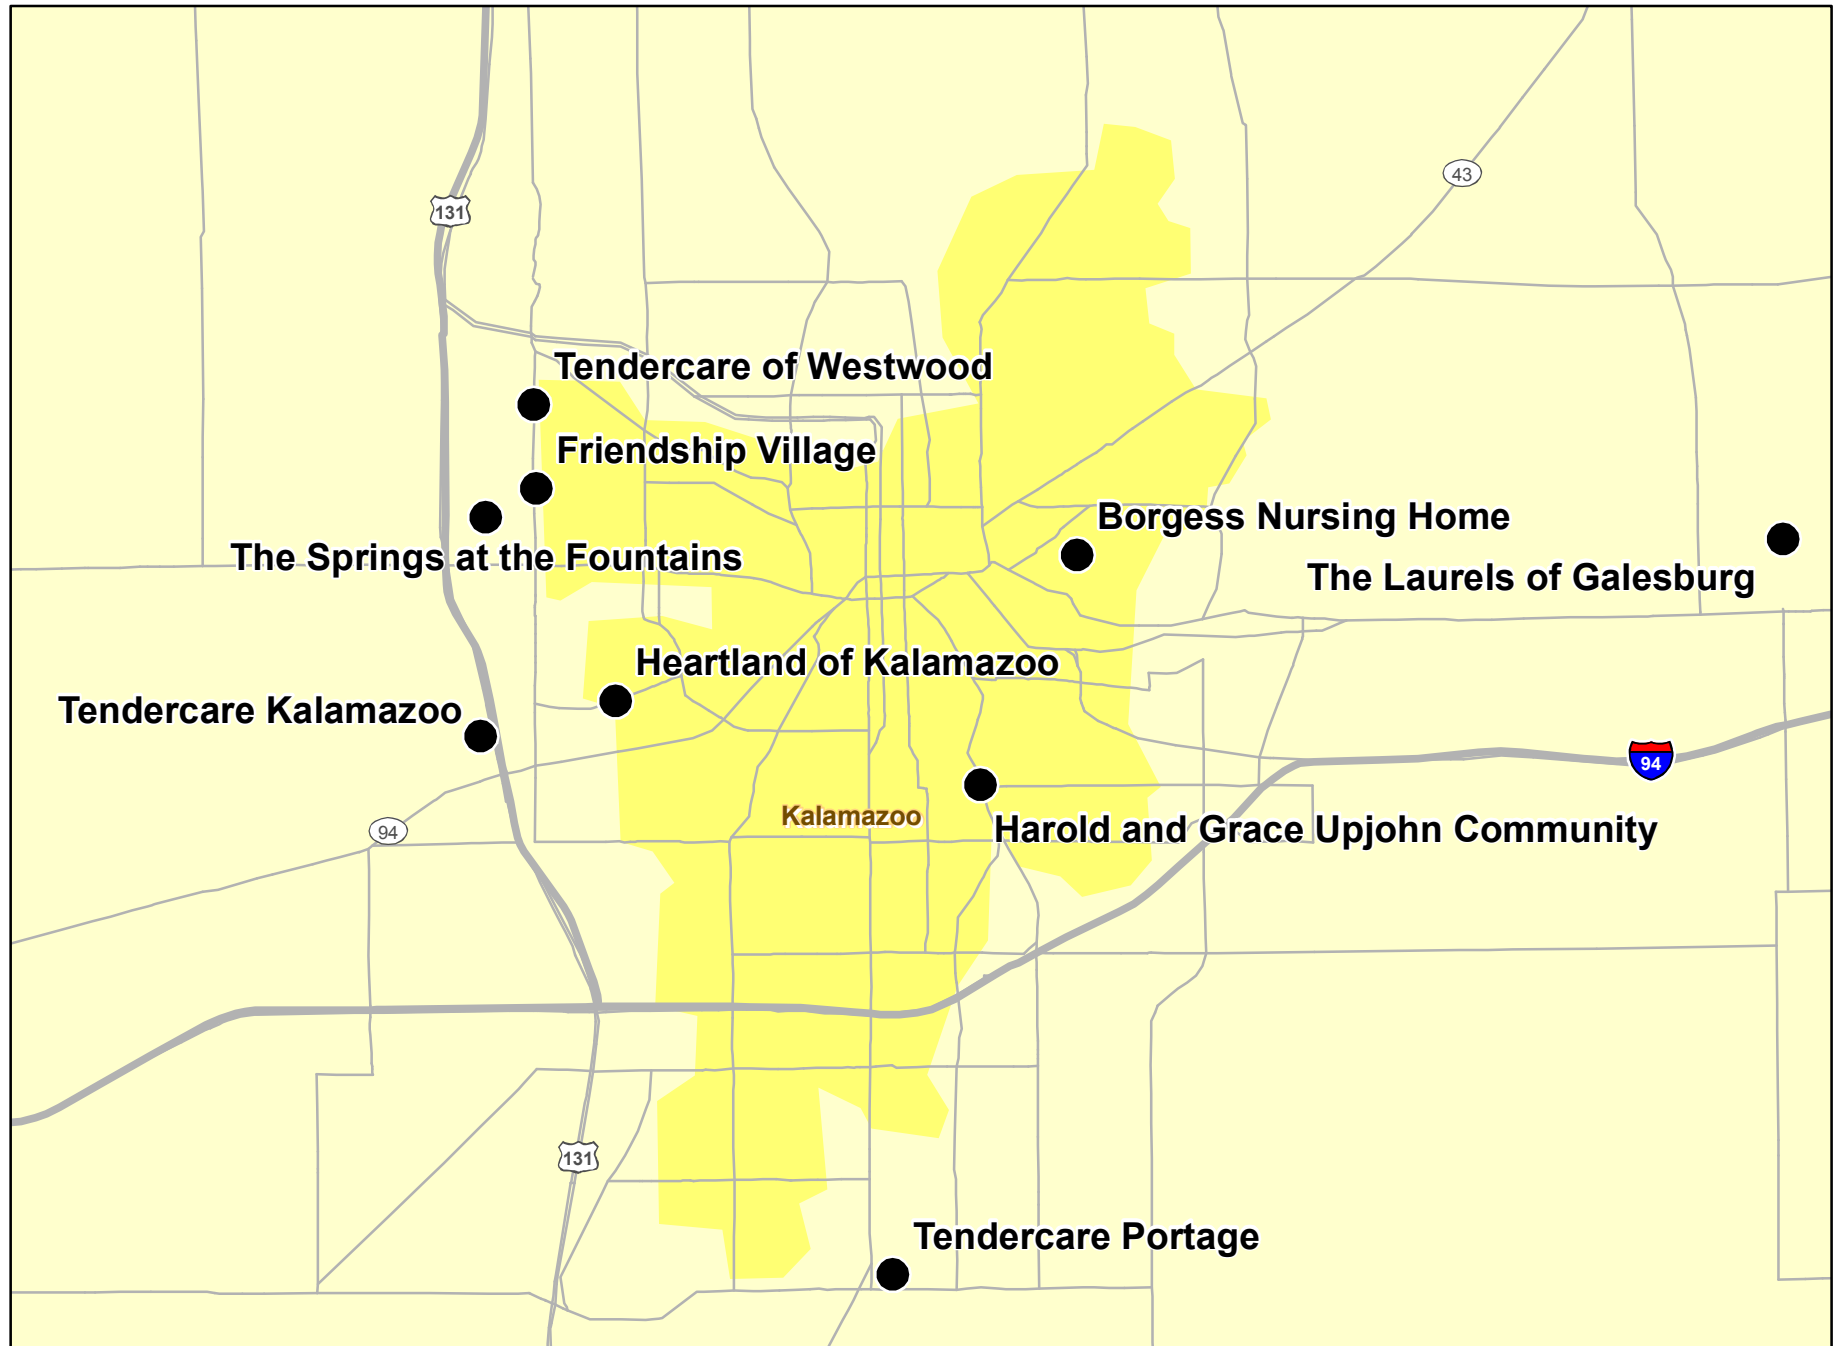 43
131
Tendercare of Westwood
Friendship Village
Borgess Nursing Home
The Springs at the Fountains
The Laurels of Galesburg
Heartland of Kalamazoo
Tendercare Kalamazoo
94
Kalamazoo
94
Harold and Grace Upjohn Community
131
Tendercare Portage